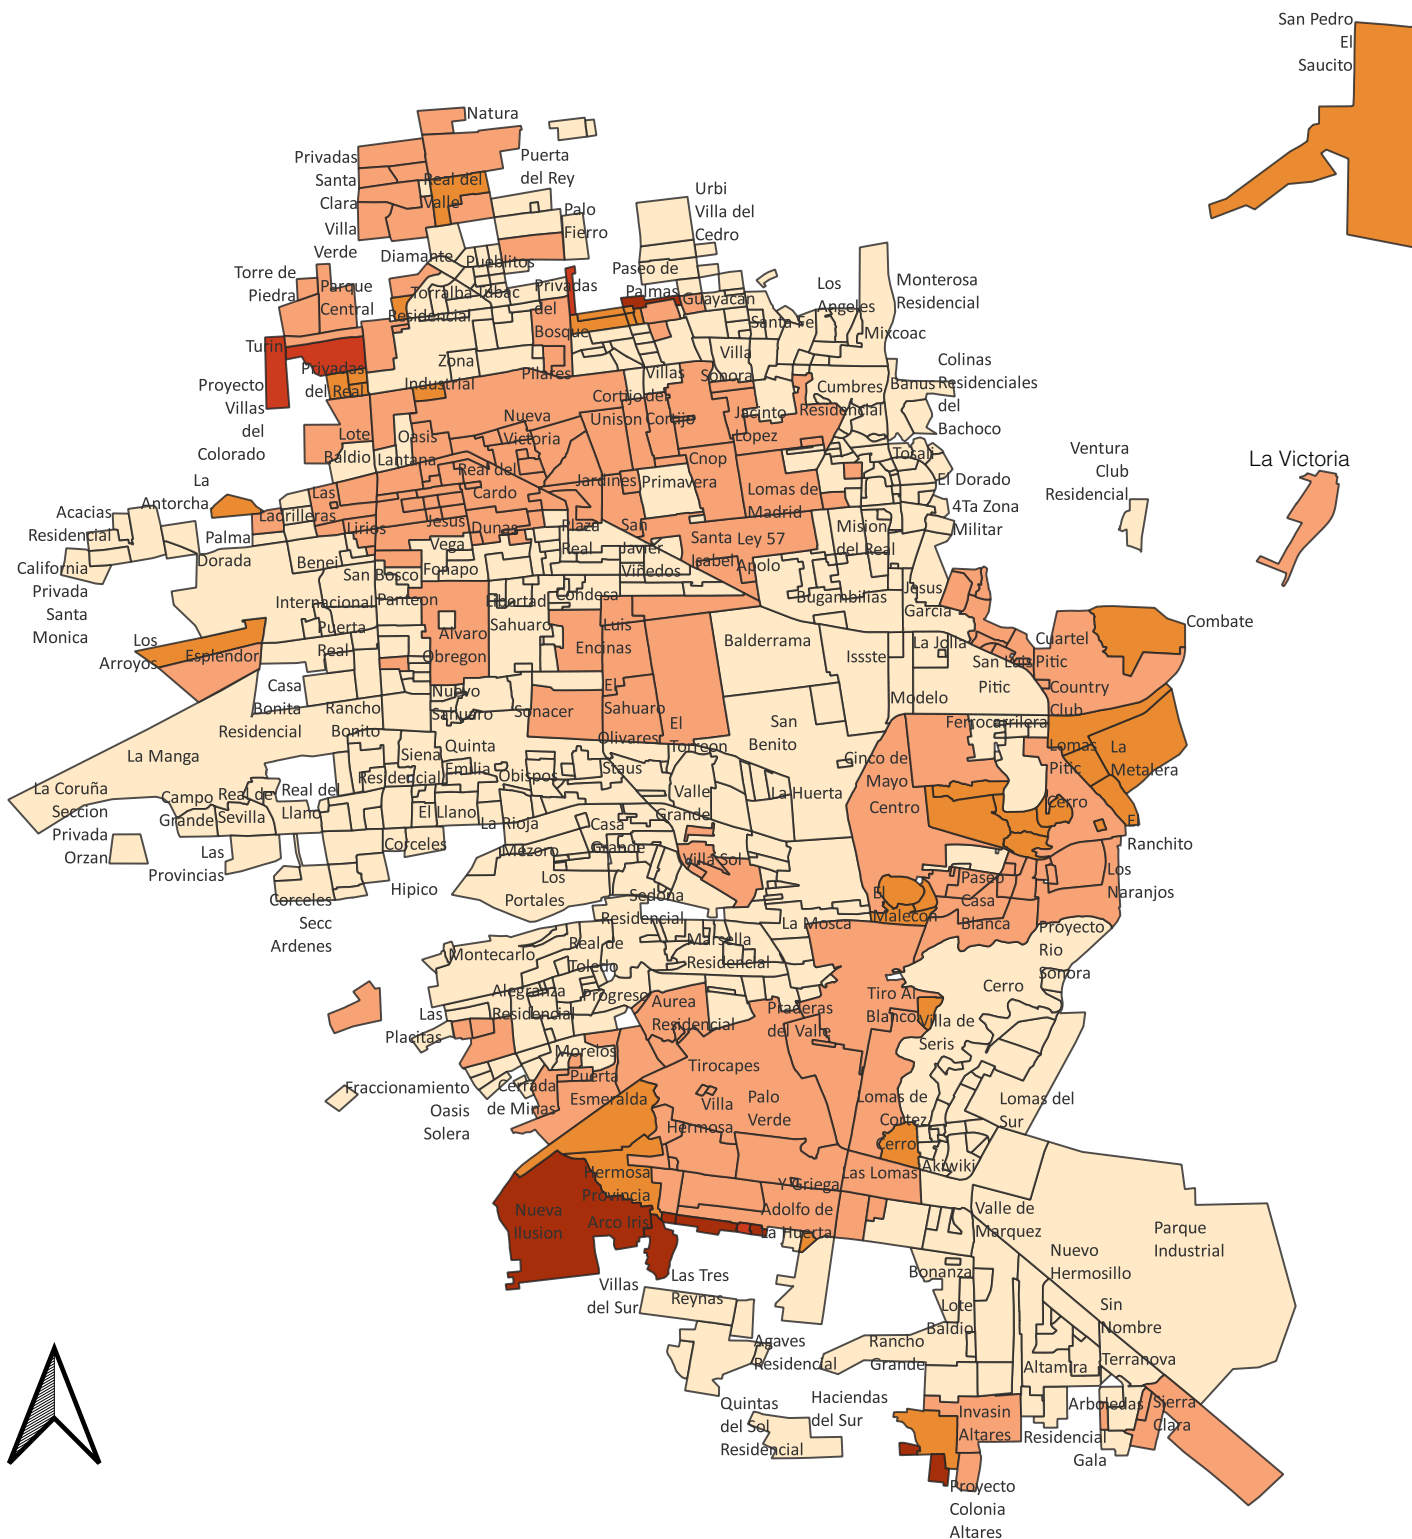 San Pedro
El
Saucito
Natura
Privadas
Santa
Clara
Puerta
del Rey
Real del
Valle
Urbi
Villa del
Cedro
Palo
Fierro
Villa
Verde
Diamante
Pueblitos
Torre de
Piedra
Parque
Central
Torralba
Jubac
Residencial
Privadas
del
Bosque
Paseo de
Palmas
Guayacan
Los
Angeles
Monterosa
Residencial
Santa Fe
Mixcoac
Turin
Privadas
del Real
Zona
Industrial
Pilares
Villas
del
Cortijo
Villa
Sonora
Colinas
Residenciales
del
Bachoco
Banus
Cumbres
Residencial
Proyecto
Villas
del
Colorado
Cortijo
Unison
Nueva
Victoria
Jacinto
Lopez
Lote
Baldio
Oasis
Lantana
Tosali
Ventura
Club
Residencial
La Victoria
La
Antorcha
Las
Ladrilleras
Real del
Cardo
Jardines
Primavera
Cnop
Lomas de
Madrid
El Dorado
4Ta Zona
Militar
Acacias
Residencial
Palma
Dorada
Lirios
Jesus
Vega
Dunas
Plaza
Real
San
Javier
Viñedos
Santa
Isabel
Ley 57
Apolo
Mision
del Real
California
Privada
Santa
Monica
Benei
San Bosco
Fonapo
Internacional
Panteon
Libertad
Sahuaro
Condesa
Bugambilias
Jesus
Garcia
Combate
Los
Arroyos
Esplendor
Puerta
Real
Alvaro
Obregon
Luis
Encinas
Balderrama
Issste
La Jolla
San Luis
Pitic
Cuartel
Pitic
Country
Club
Casa
Bonita
Residencial
Rancho
Bonito
Nuevo
Sahuaro
Sonacer
El
Sahuaro
El
Torreon
Modelo
San
Benito
Ferrocarrilera
Olivares
Lomas
Pitic
La
Metalera
La Manga
Siena
Residencial
Quinta
Emilia
Obispos
Staus
Cinco de
Mayo
La Coruña
Seccion
Privada
Orzan
Campo
Grande
Real de
Sevilla
Real del
Llano
El Llano
La Rioja
Valle
Grande
La Huerta
Centro
Cerro
El
Ranchito
Las
Provincias
Corceles
Mezoro
Casa
Grande
Villa Sol
Los
Naranjos
Hipico
Los
Portales
Sedona
Residencial
El
Malecon
Paseo
Casa
Blanca
Corceles
Secc
Ardenes
La Mosca
Proyecto
Rio
Sonora
Montecarlo
Real de
Toledo
Marsella
Residencial
Cerro
Alegranza
Residencial
Progreso
Aurea
Residencial
Praderas
del Valle
Tiro Al
Blanco
Villa de
Seris
Las
Placitas
Morelos
Tirocapes
Fraccionamiento
Oasis
Solera
Cerrada
de Minas
Puerta
Esmeralda
Villa
Hermosa
Palo
Verde
Lomas de
Cortez
Lomas del
Sur
Cerro
Akiwiki
Hermosa
Provincia
Y Griega
Las Lomas
Nueva
Ilusion
Arco Iris
Adolfo de
La Huerta
Valle de
Marquez
Parque
Industrial
Nuevo
Hermosillo
Bonanza
Villas
del Sur
Las Tres
Reynas
Lote
Baldio
Sin
Nombre
Agaves
Residencial
Rancho
Grande
Altamira
Terranova
Quintas
del Sol
Residencial
Haciendas
del Sur
Invasin
Altares
Arboledas
Sierra
Clara
Residencial
Gala
Proyecto
Colonia
Altares